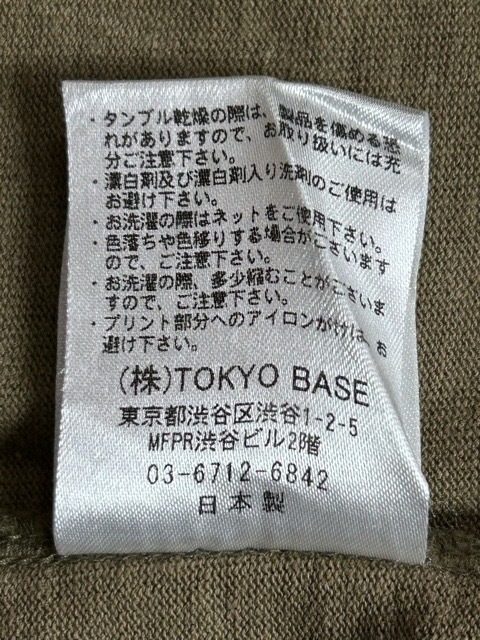 ・タンブル乾燥の際は、製品を傷める恐
れがありますので、お取り扱いには充
分ご注意下さい。
・漂白剤及び漂白剤入り洗剤のご使用は
お避け下さい。
・お洗濯の際はネットをご使用下さい。
・色落ちや色移りする場合がございます
ので、ご注意下さい。
・お洗濯の際、多少縮むことがございま
すので、ご注意下さい。
・プリント部分へのアイロンがけは、お
避け下さい。
(株)TOKYO BASE
東京都渋谷区渋谷1-2-5
MFPR渋谷ビル2階
03-6712-6842
日本製